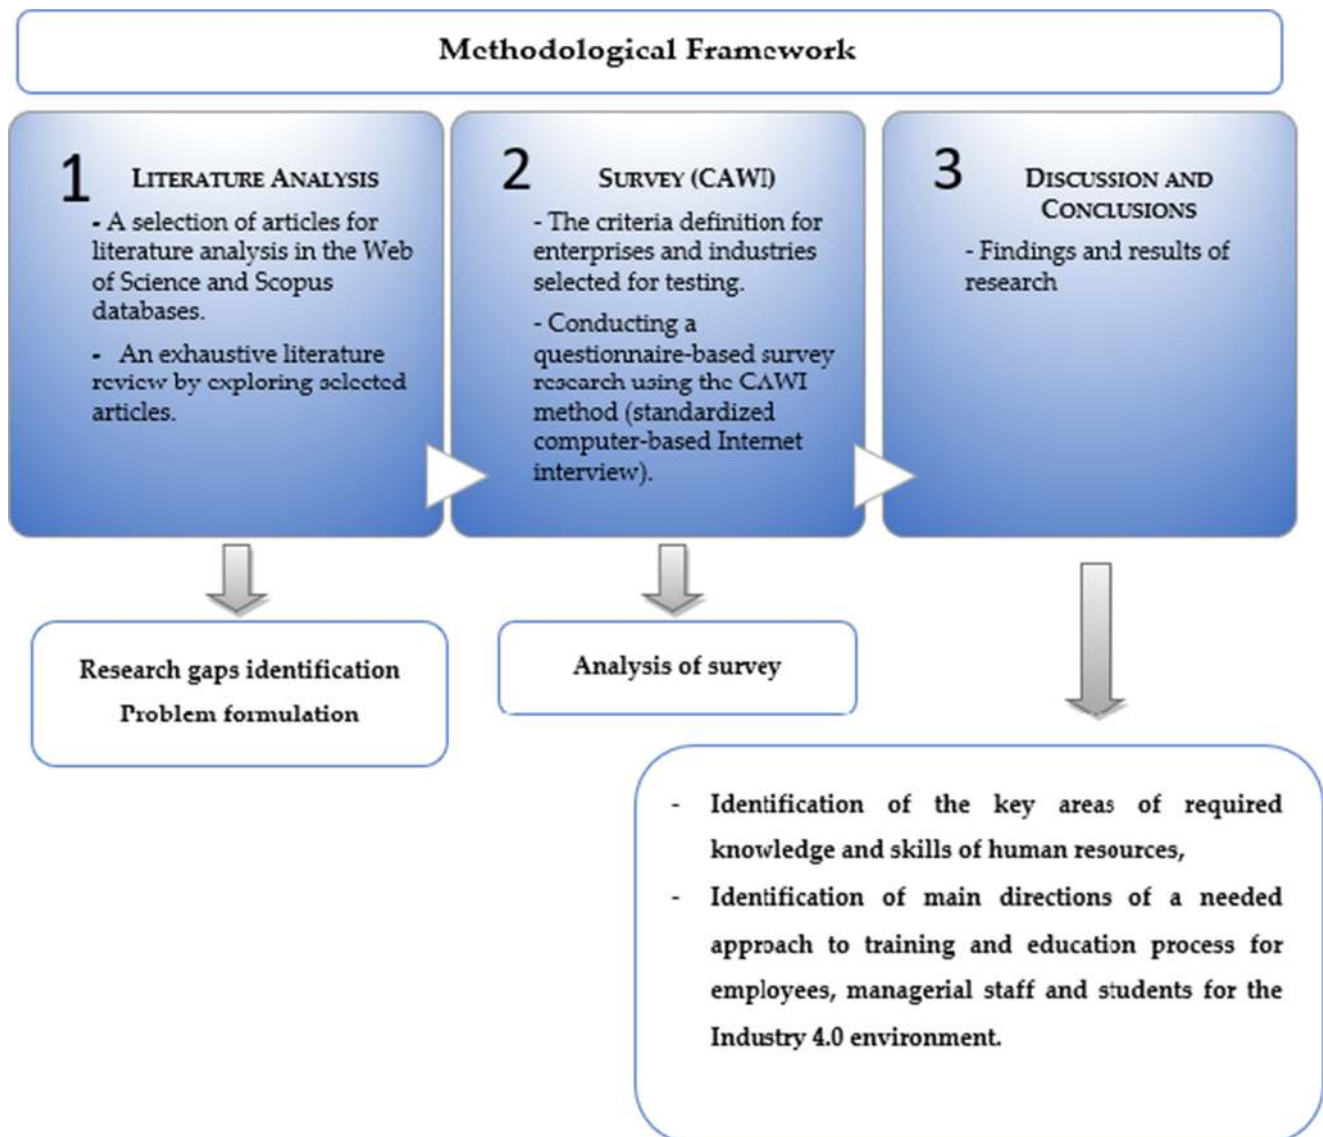 Methodological Framework
1 LITERATURE ANALYSIS
- A selection of articles for
literature analysis in the Web
of Science and Scopus
databases.
- An exhaustive literature
review by exploring selected
articles.
2 SURVEY (CAWI)
- The criteria definition for
enterprises and industries
selected for testing.
- Conducting a
questionnaire-based survey
research using the CAWI
method (standardized
computer-based Internet
interview).
3 DISCUSSION AND
CONCLUSIONS
- Findings and results of
research
Research gaps identification
Problem formulation
Analysis of survey
- Identification of the key areas of required
knowledge and skills of human resources,
- Identification of main directions of a needed
approach to training and education process for
employees, managerial staff and students for the
Industry 4.0 environment.